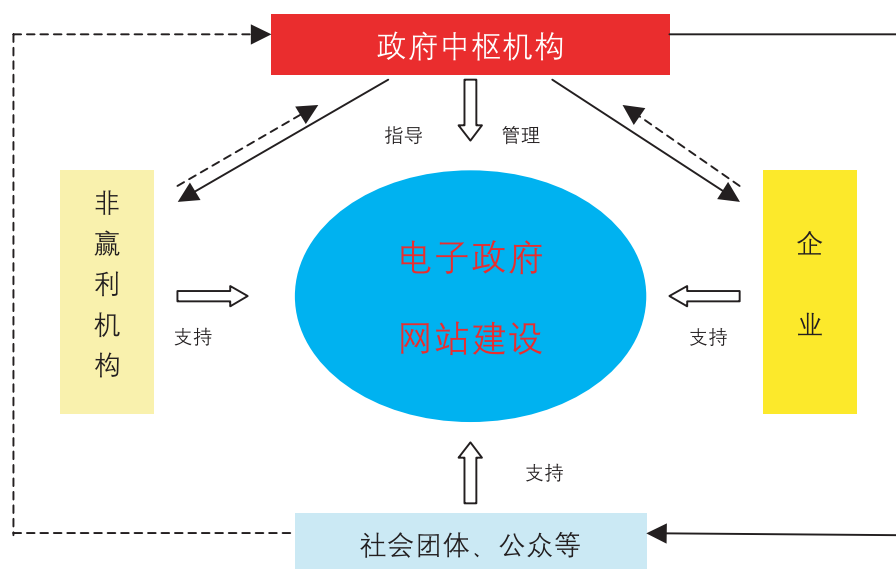 政府中枢机构
指导
管理
非赢利机构
电子政府
网站建设
企业
支持
支持
支持
社会团体、公众等